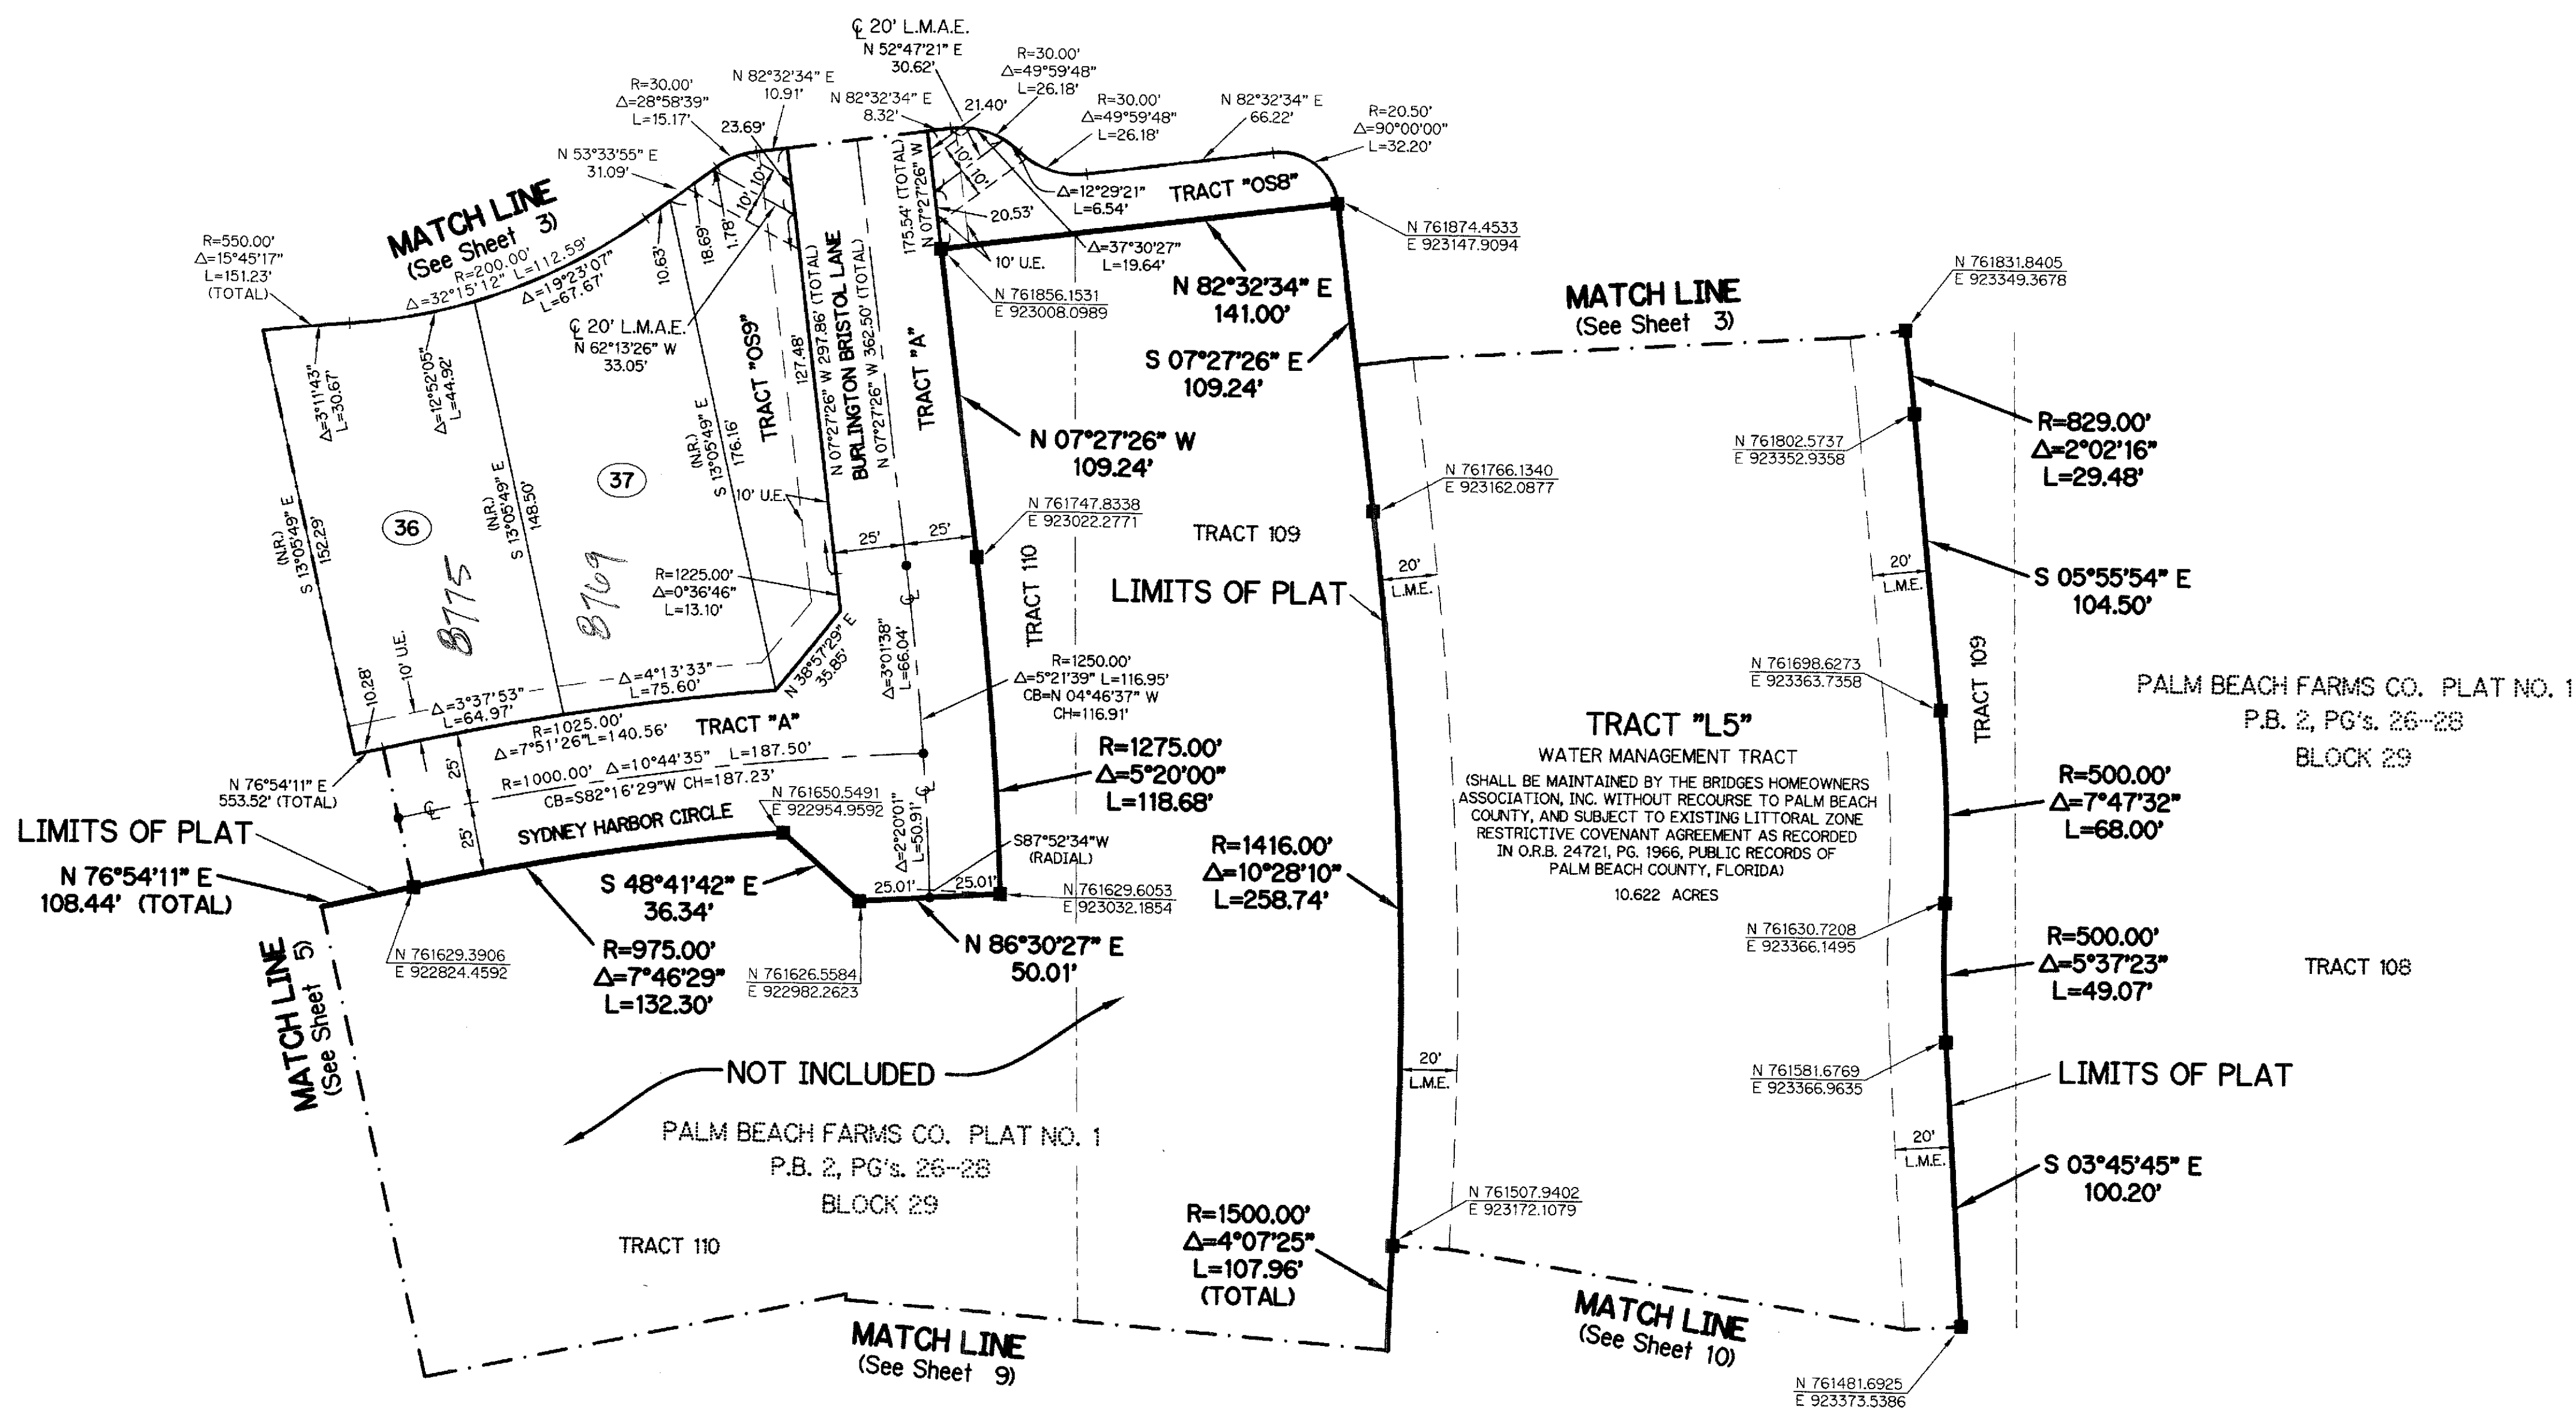 ℄ 20' L.M.A.E.
N 52°47'21" E
30.62'
R=30.00'
Δ=49°59'48"
L=26.18'
R=30.00'
Δ=28°58'39"
L=15.17'
N 82°32'34" E
10.91'
N 82°32'34" E
8.32'
21.40'
R=30.00'
Δ=49°59'48"
L=26.18'
N 82°32'34" E
66.22'
R=20.50'
Δ=90°00'00"
L=32.20'
23.69'
N 53°33'55" E
31.09'
10'
10'
10'
10'
175.54' (TOTAL)
N 07°27'26" W
Δ=12°29'21"
L=6.54'
TRACT "OS8"
MATCH LINE
(See Sheet 3)
R=550.00'
Δ=15°45'17"
L=151.23'
(TOTAL)
R=200.00'
Δ=32°15'12" L=112.59'
Δ=19°23'07"
L=67.67'
10.63'
18.69'
1.78'
20.53'
10' U.E.
Δ=37°30'27"
L=19.64'
N 761874.4533
E 923147.9094
N 761856.1531
E 923008.0989
N 82°32'34" E
141.00'
MATCH LINE
(See Sheet 3)
N 761831.8405
E 923349.3678
℄ 20' L.M.A.E.
N 62°13'26" W
33.05'
TRACT "OS9"
127.48'
N 07°27'26" W 297.86' (TOTAL)
BURLINGTON BRISTOL LANE
N 07°27'26" W 362.50' (TOTAL)
TRACT "A"
S 07°27'26" E
109.24'
Δ=3°11'43"
L=30.67'
Δ=12°52'05"
L=44.92'
R=829.00'
Δ=2°02'16"
L=29.48'
N 07°27'26" W
109.24'
N 761802.5737
E 923352.9358
N 761766.1340
E 923162.0877
(N.R.)
S 13°05'49" E
152.29'
36
8775
(N.R.)
S 13°05'49" E
148.50'
37
8769
(N.R.)
S 13°05'49" E
176.16'
10' U.E.
N 761747.8338
E 923022.2771
25'
25'
TRACT 109
TRACT 110
LIMITS OF PLAT
20'
L.M.E.
20'
L.M.E.
S 05°55'54" E
104.50'
R=1225.00'
Δ=0°36'46"
L=13.10'
N 38°57'29" E
35.85'
Δ=3°01'38"
L=66.04'
℄
R=1250.00'
Δ=5°21'39" L=116.95'
CB=N 04°46'37" W
CH=116.91'
N 761698.6273
E 923363.7358
TRACT 109
PALM BEACH FARMS CO. PLAT NO. 1
P.B. 2, PG's. 26-28
BLOCK 29
10.28'
10' U.E.
Δ=3°37'53"
L=64.97'
Δ=4°13'33"
L=75.60'
R=1025.00'
Δ=7°51'26" L=140.56'
TRACT "A"
TRACT "L5"
WATER MANAGEMENT TRACT
(SHALL BE MAINTAINED BY THE BRIDGES HOMEOWNERS
ASSOCIATION, INC. WITHOUT RECOURSE TO PALM BEACH
COUNTY, AND SUBJECT TO EXISTING LITTORAL ZONE
RESTRICTIVE COVENANT AGREEMENT AS RECORDED
IN O.R.B. 24721, PG. 1966, PUBLIC RECORDS OF
PALM BEACH COUNTY, FLORIDA)
10.622 ACRES
R=1275.00'
Δ=5°20'00"
L=118.68'
R=500.00'
Δ=7°47'32"
L=68.00'
N 76°54'11" E
553.52' (TOTAL)
25'
25'
℄
R=1000.00' Δ=10°44'35" L=187.50'
CB=S82°16'29"W CH=187.23'
SYDNEY HARBOR CIRCLE
N 761650.5491
E 922954.9592
Δ=2°20'01"
L=50.91'
℄
S87°52'34"W
(RADIAL)
LIMITS OF PLAT
N 76°54'11" E
108.44' (TOTAL)
S 48°41'42" E
36.34'
25.01'
25.01'
N 761629.6053
E 923032.1854
R=1416.00'
Δ=10°28'10"
L=258.74'
N 761629.3906
E 922824.4592
R=975.00'
Δ=7°46'29"
L=132.30'
N 761626.5584
E 922982.2623
N 86°30'27" E
50.01'
N 761630.7208
E 923366.1495
R=500.00'
Δ=5°37'23"
L=49.07'
TRACT 108
MATCH LINE
(See Sheet 5)
NOT INCLUDED
20'
L.M.E.
N 761581.6769
E 923366.9635
LIMITS OF PLAT
PALM BEACH FARMS CO. PLAT NO. 1
P.B. 2, PG's. 26-28
BLOCK 29
20'
L.M.E.
S 03°45'45" E
100.20'
TRACT 110
R=1500.00'
Δ=4°07'25"
L=107.96'
(TOTAL)
N 761507.9402
E 923172.1079
MATCH LINE
(See Sheet 9)
MATCH LINE
(See Sheet 10)
N 761481.6925
E 923373.5386